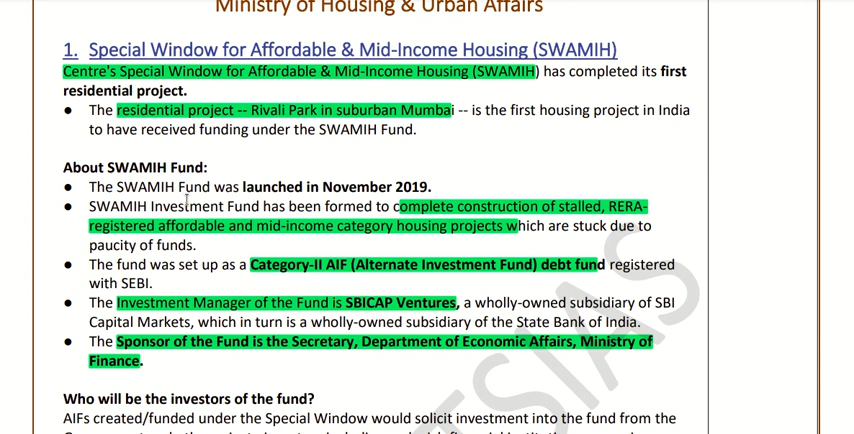 Ministry of Housing & Urban Affairs
1. Special Window for Affordable & Mid-Income Housing (SWAMIH)
Centre's Special Window for Affordable & Mid-Income Housing (SWAMIH) has completed its first
residential project.
● The residential project -- Rivali Park in suburban Mumbai -- is the first housing project in India
to have received funding under the SWAMIH Fund.
About SWAMIH Fund:
● The SWAMIH Fund was launched in November 2019.
● SWAMIH Investment Fund has been formed to complete construction of stalled, RERA-
registered affordable and mid-income category housing projects which are stuck due to
paucity of funds.
● The fund was set up as a Category-II AIF (Alternate Investment Fund) debt fund registered
with SEBI.
● The Investment Manager of the Fund is SBICAP Ventures, a wholly-owned subsidiary of SBI
Capital Markets, which in turn is a wholly-owned subsidiary of the State Bank of India.
● The Sponsor of the Fund is the Secretary, Department of Economic Affairs, Ministry of
Finance.
Who will be the investors of the fund?
AIFs created/funded under the Special Window would solicit investment into the fund from the
TSIAS